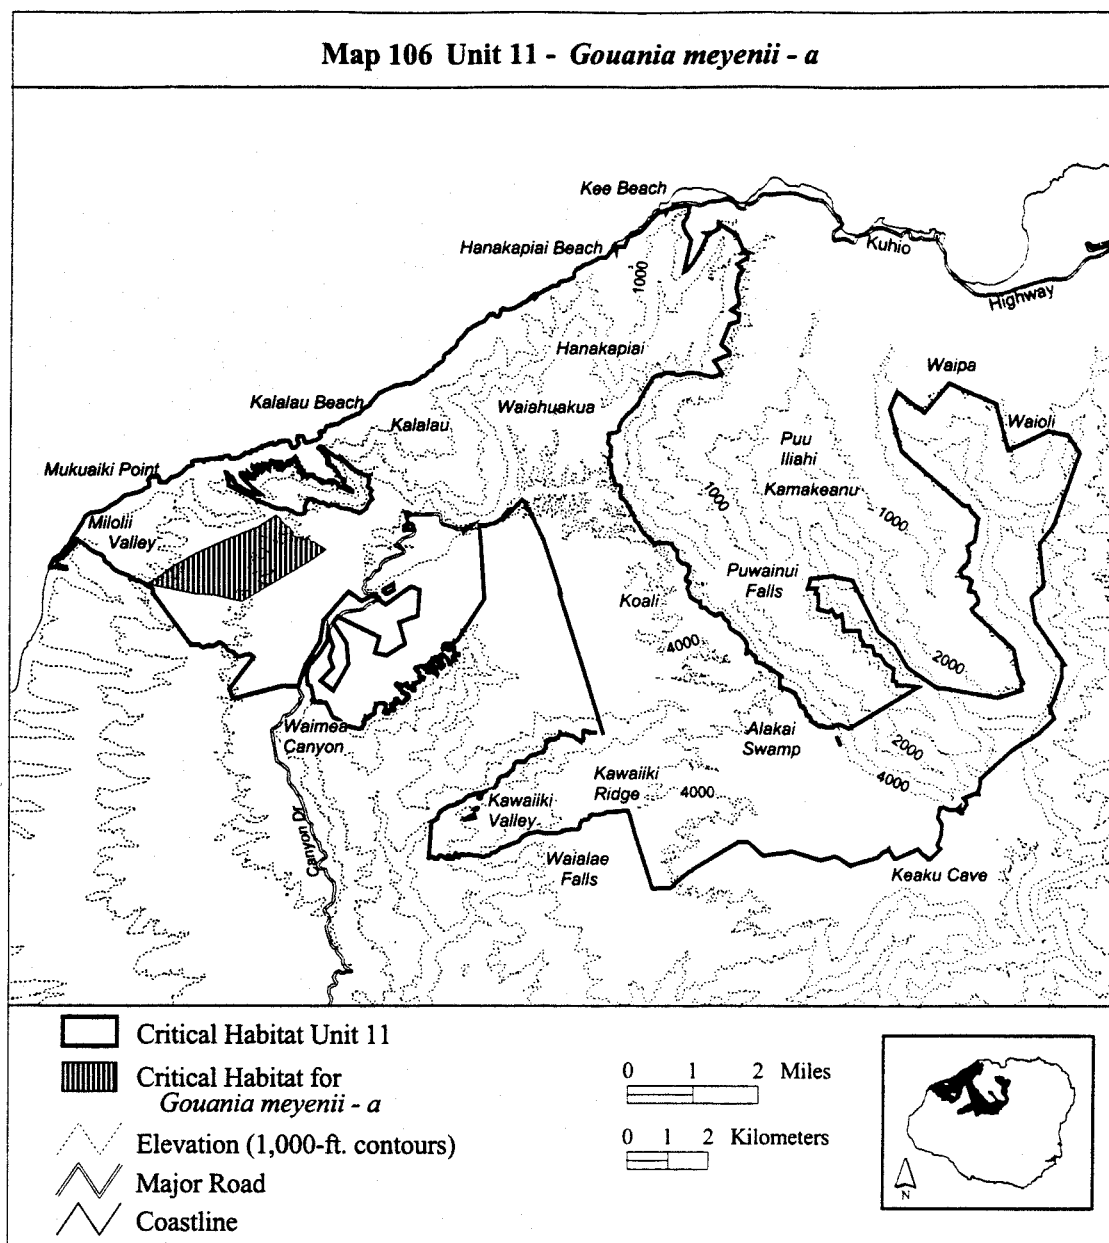 Map 106 Unit 11 - Gouania meyenii - a
Kee Beach
Hanakapiai Beach
Kuhio
Highway
1000
Hanakapiai
Waipa
Kalalau Beach
Waiahuakua
Kalalau
Waioli
Puu
Iliahi
Mukuaiki Point
Kamakeanu
1000
1000
Milolii
Valley
Puwainui
Falls
Koali
4000
2000
Waimea
Canyon
Alakai
Swamp
2000
4000
Kawaiiki
Ridge
4000
Kawaiiki
Valley
Canyon Dr
Waialae
Falls
Keaku Cave
Critical Habitat Unit 11
Critical Habitat for
Gouania meyenii - a
Elevation (1,000-ft. contours)
Major Road
Coastline
0 1 2 Miles
0 1 2 Kilometers
N